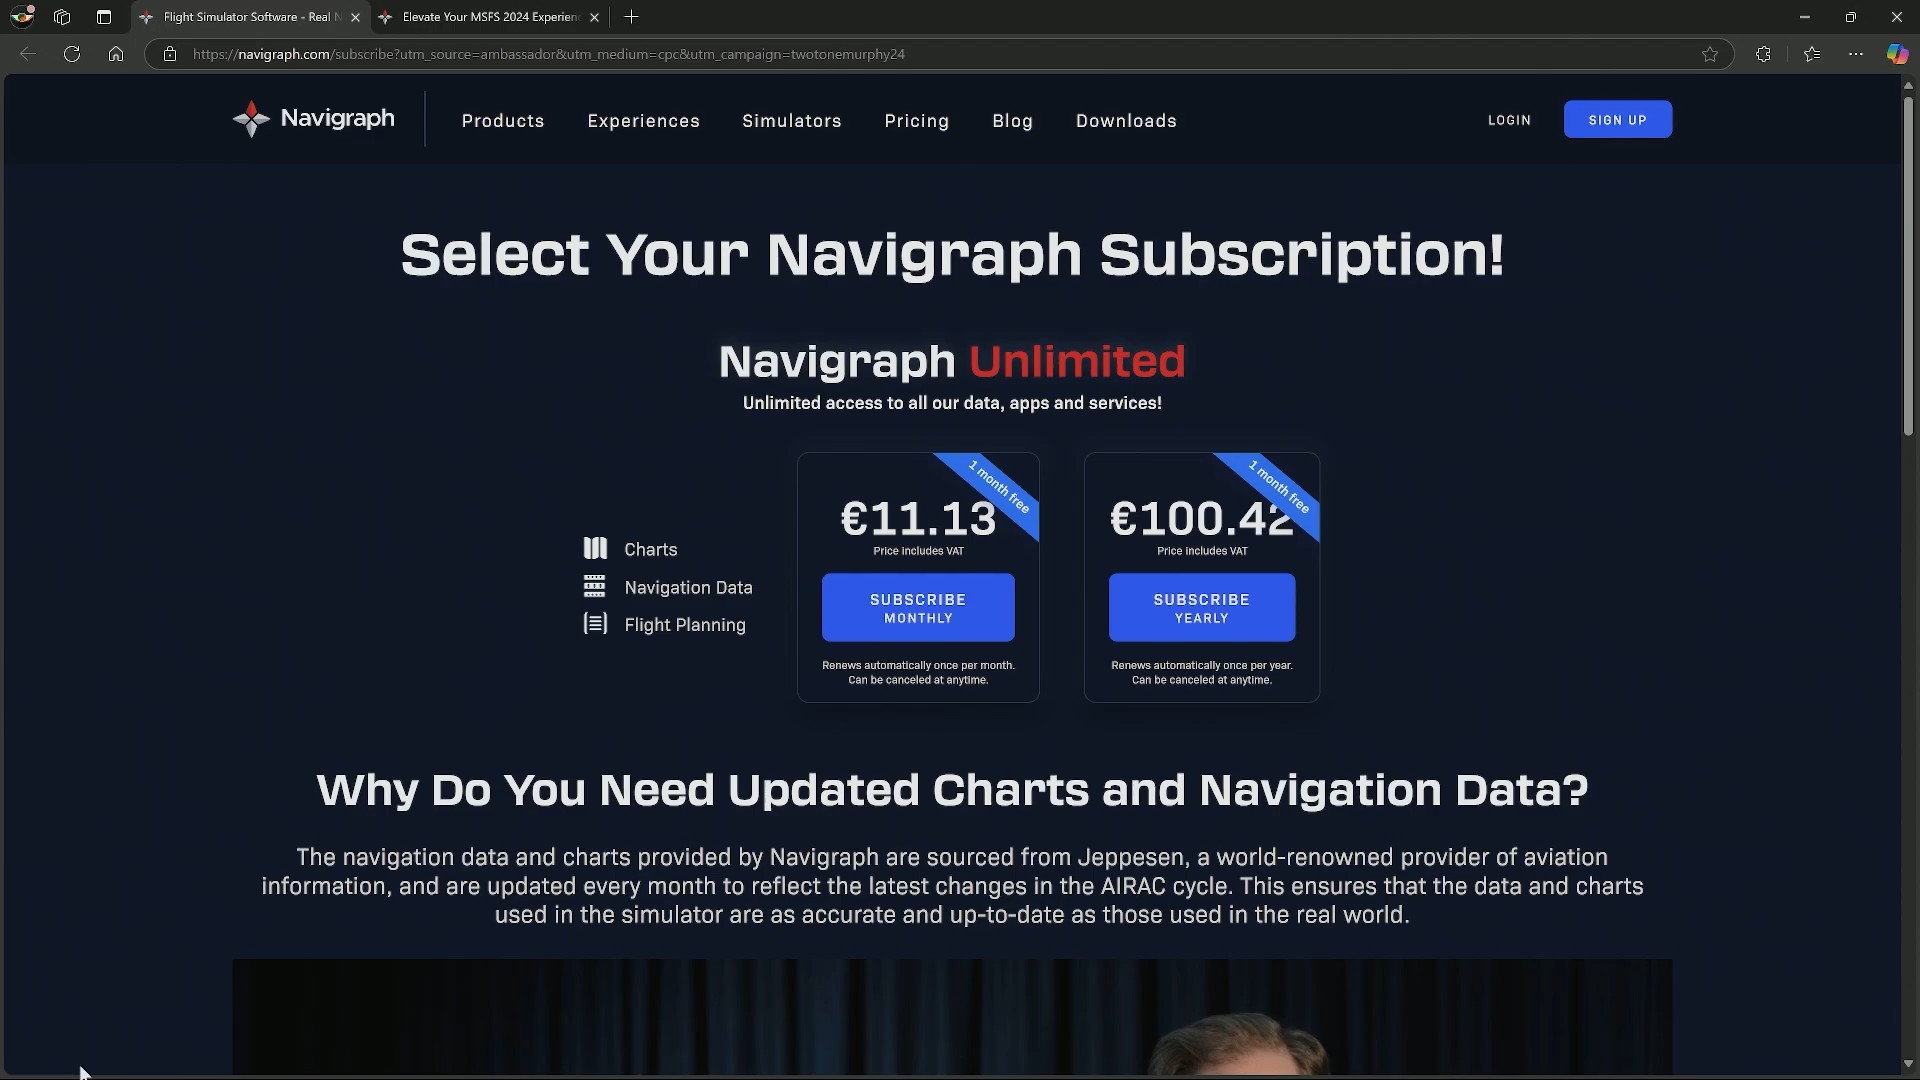 Flight Simulator Software - Real N
Elevate Your MSFS 2024 Experien
https://navigraph.com/subscribe?utm_source=ambassador&utm_medium=cpc&utm_campaign=twotonemurphy24
Navigraph
Products
Experiences
Simulators
Pricing
Blog
Downloads
LOGIN
SIGN UP
Select Your Navigraph Subscription!
Navigraph Unlimited
Unlimited access to all our data, apps and services!
Charts
Navigation Data
Flight Planning
1 month free
€11.13
Price includes VAT
SUBSCRIBE
MONTHLY
Renews automatically once per month.
Can be canceled at anytime.
1 month free
€100.42
Price includes VAT
SUBSCRIBE
YEARLY
Renews automatically once per year.
Can be canceled at anytime.
Why Do You Need Updated Charts and Navigation Data?
The navigation data and charts provided by Navigraph are sourced from Jeppesen, a world-renowned provider of aviation
information, and are updated every month to reflect the latest changes in the AIRAC cycle. This ensures that the data and charts
used in the simulator are as accurate and up-to-date as those used in the real world.